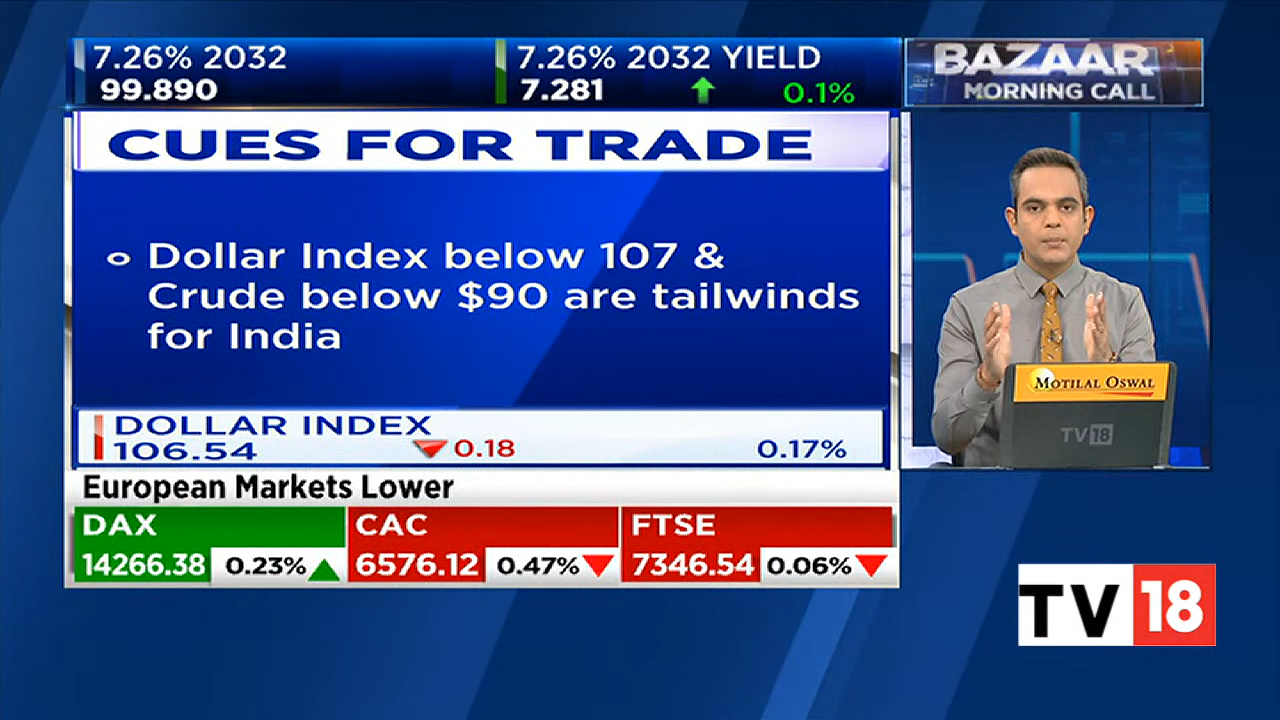 7.26% 2032
99.890
7.26% 2032 YIELD
7.281 0.1%
BAZAAR
MORNING CALL
CUES FOR TRADE
Dollar Index below 107 &
Crude below $90 are tailwinds
for India
DOLLAR INDEX
106.54 0.18 0.17%
MOTILAL OSWAL
TV18
European Markets Lower
DAX
14266.38 0.23%
CAC
6576.12 0.47%
FTSE
7346.54 0.06%
TV 18